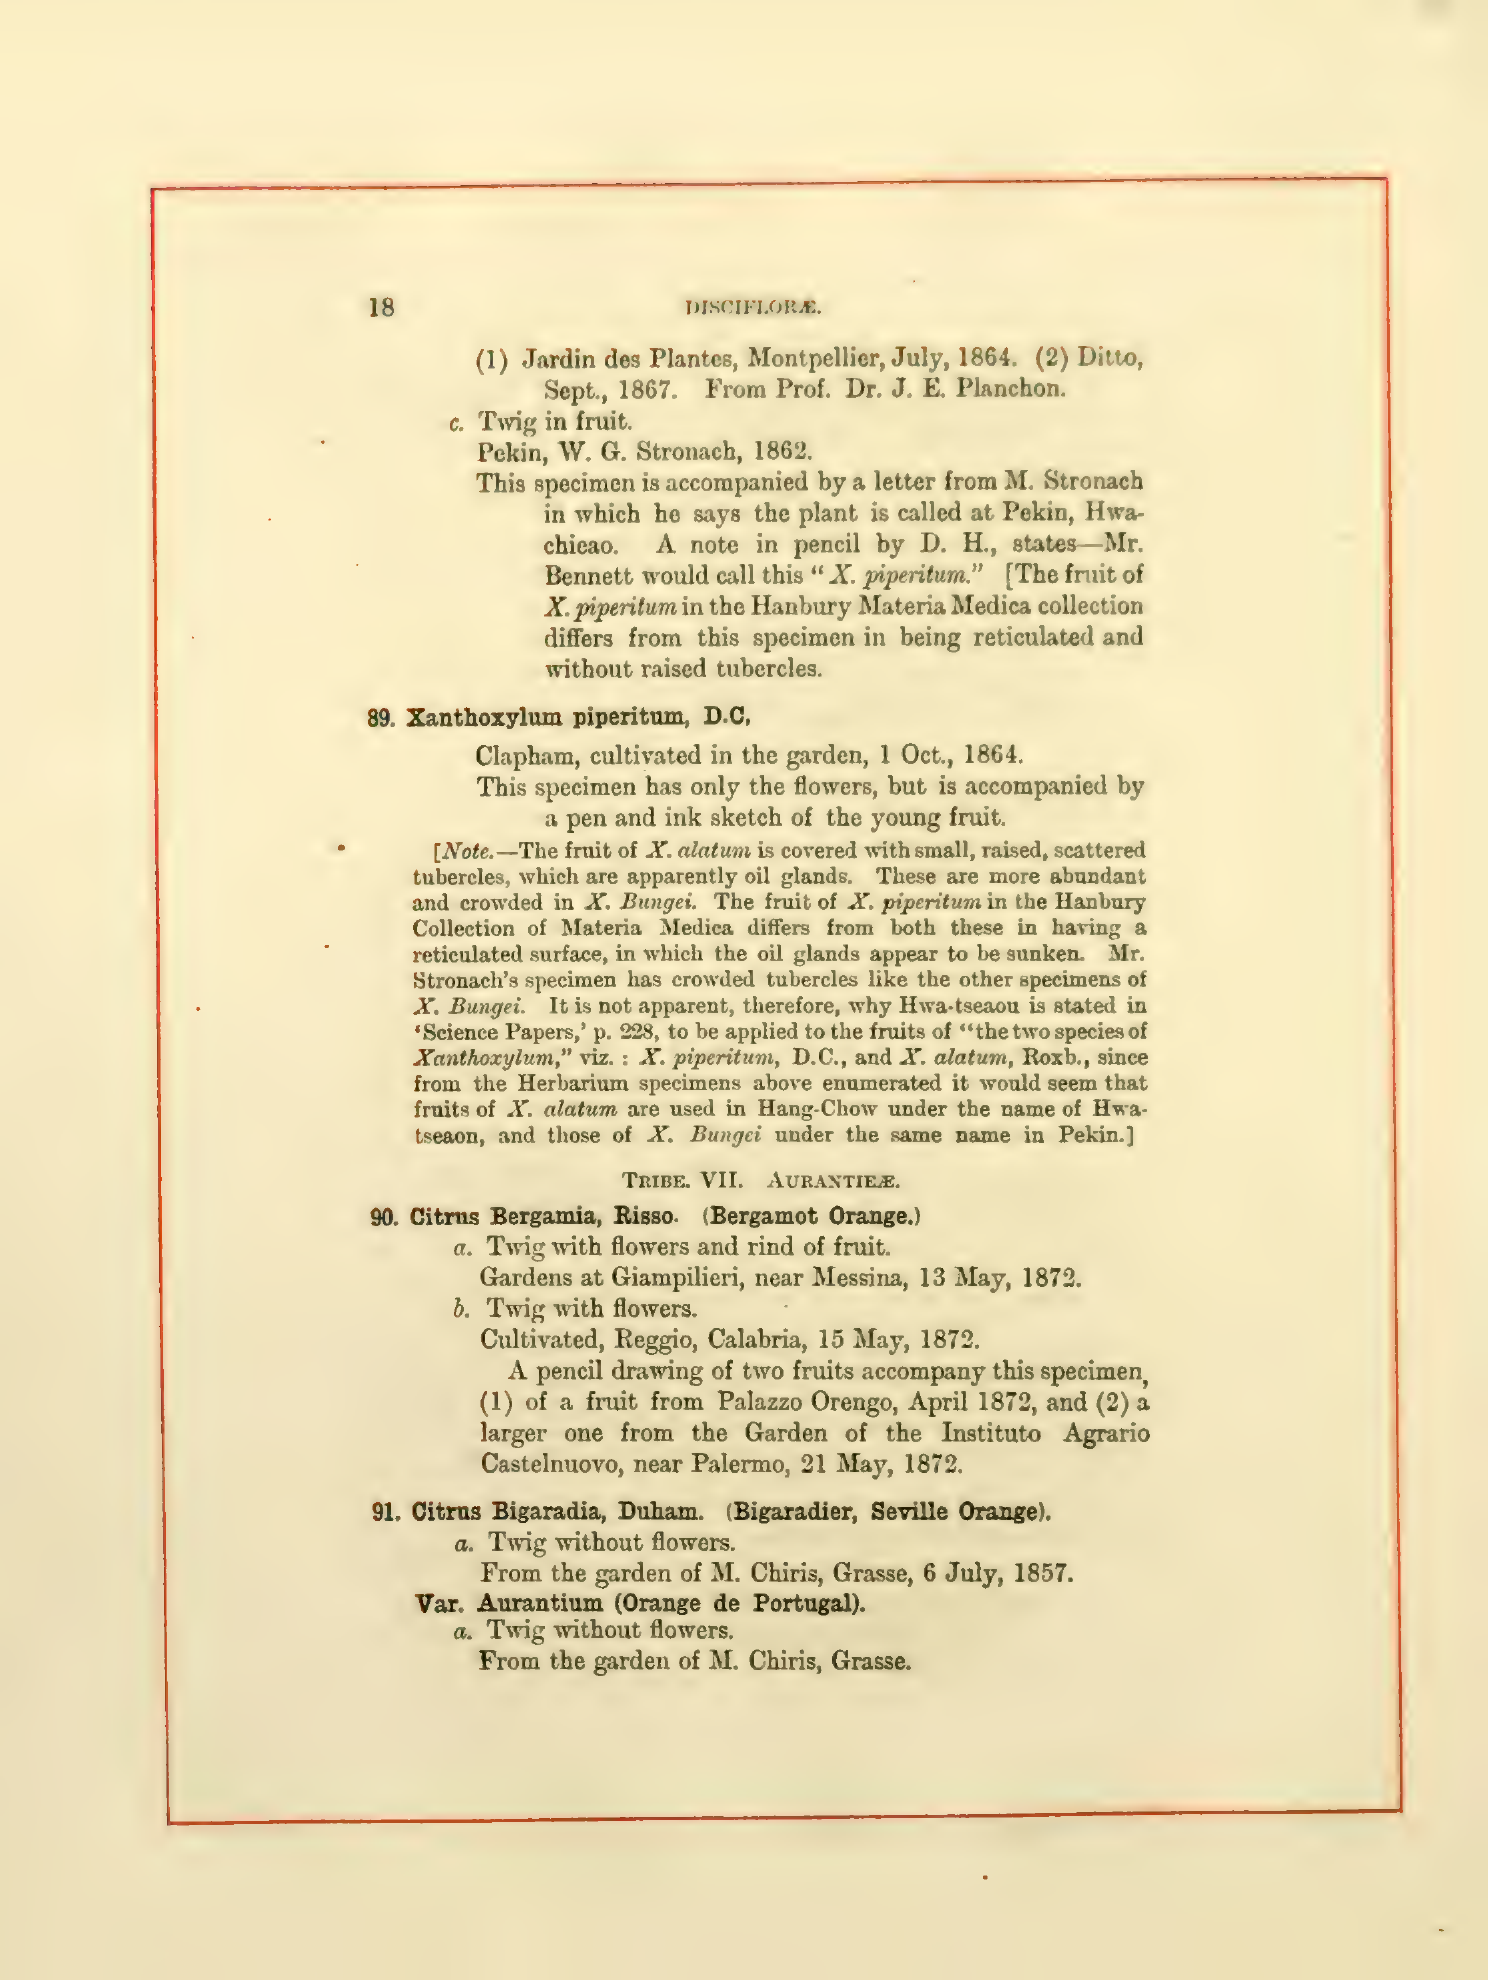 18 DISCIFLORÆ.
(1) Jardin des Plantes, Montpellier, July, 1864. (2) Ditto,
Sept., 1867. From Prof. Dr. J. E. Planchon.
c. Twig in fruit.
Pekin, W. G. Stronach, 1862.
This specimen is accompanied by a letter from M. Stronach
in which he says the plant is called at Pekin, Hwa-
chieao. A note in pencil by D. H., states—Mr.
Bennett would call this “X. piperitum.” [The fruit of
X. piperitum in the Hanbury Materia Medica collection
differs from this specimen in being reticulated and
without raised tubercles.
89. Xanthoxylum piperitum, D.C.
Clapham, cultivated in the garden, 1 Oct., 1864.
This specimen has only the flowers, but is accompanied by
a pen and ink sketch of the young fruit.
[Note.—The fruit of X. alatum is covered with small, raised, scattered
tubercles, which are apparently oil glands. These are more abundant
and crowded in X. Bungei. The fruit of X. piperitum in the Hanbury
Collection of Materia Medica differs from both these in having a
reticulated surface, in which the oil glands appear to be sunken. Mr.
Stronach's specimen has crowded tubercles like the other specimens of
X. Bungei. It is not apparent, therefore, why Hwa-tseaou is stated in
‘Science Papers,’ p. 228, to be applied to the fruits of “the two species of
Xanthoxylum,” viz. : X. piperitum, D.C., and X. alatum, Roxb., since
from the Herbarium specimens above enumerated it would seem that
fruits of X. alatum are used in Hang-Chow under the name of Hwa-
tseaon, and those of X. Bungei under the same name in Pekin.]
TRIBE. VII. AURANTIEÆ.
90. Citrus Bergamia, Risso. (Bergamot Orange.)
a. Twig with flowers and rind of fruit.
Gardens at Giampilieri, near Messina, 13 May, 1872.
b. Twig with flowers.
Cultivated, Reggio, Calabria, 15 May, 1872.
A pencil drawing of two fruits accompany this specimen,
(1) of a fruit from Palazzo Orengo, April 1872, and (2) a
larger one from the Garden of the Instituto Agrario
Castelnuovo, near Palermo, 21 May, 1872.
91. Citrus Bigaradia, Duham. (Bigaradier, Seville Orange).
a. Twig without flowers.
From the garden of M. Chiris, Grasse, 6 July, 1857.
Var. Aurantium (Orange de Portugal).
a. Twig without flowers.
From the garden of M. Chiris, Grasse.